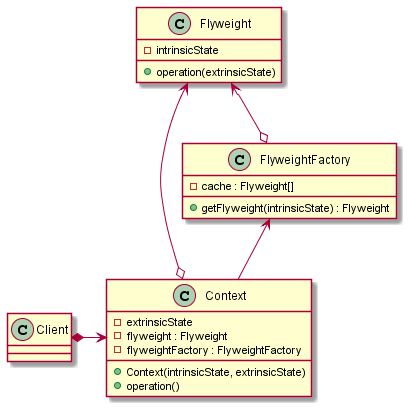 C Flyweight
intrinsicState
operation(extrinsicState)
C FlyweightFactory
cache : Flyweight[]
getFlyweight(intrinsicState) : Flyweight
C Context
extrinsicState
flyweight : Flyweight
flyweightFactory : FlyweightFactory
Context(intrinsicState, extrinsicState)
operation()
C Client